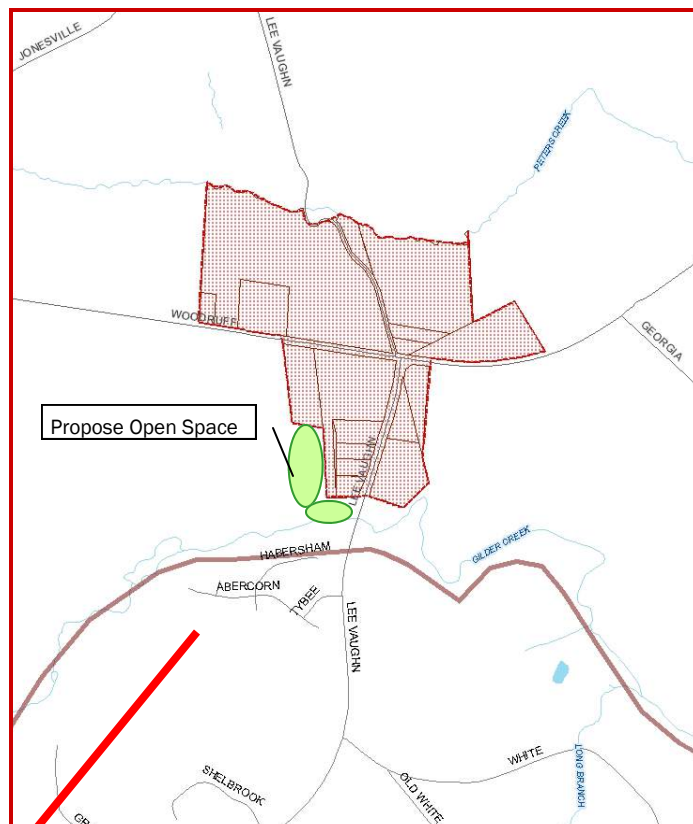 JONESVILLE
LEE VAUGHN
PETERS CREEK
WOODRUFF
GEORGIA
Propose Open Space
LEE VAUGHN
GILDER CREEK
HABERSHAM
ABERCORN
TYBEE
LEE VAUGHN
WHITE
SHELBROOK
OLD WHITE
LONG BRANCH